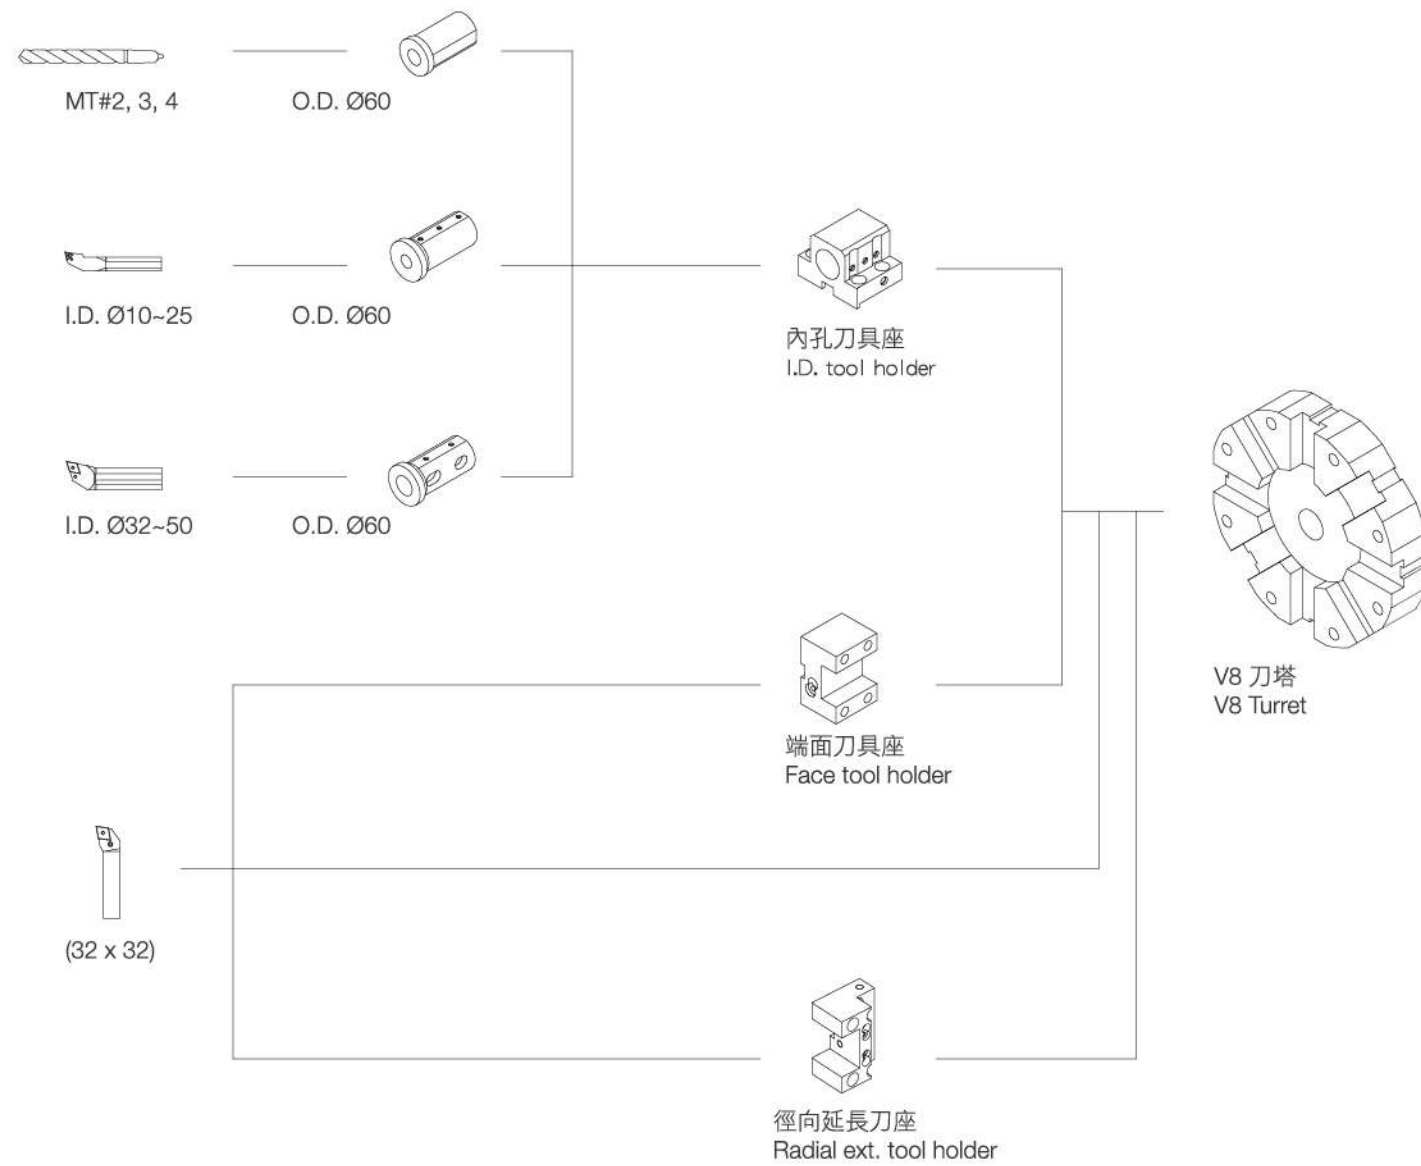 MT#2, 3, 4
O.D. Ø60
I.D. Ø10~25
O.D. Ø60
內孔刀具座
I.D. tool holder
I.D. Ø32~50
O.D. Ø60
V8 刀塔
V8 Turret
端面刀具座
Face tool holder
(32 x 32)
徑向延長刀座
Radial ext. tool holder